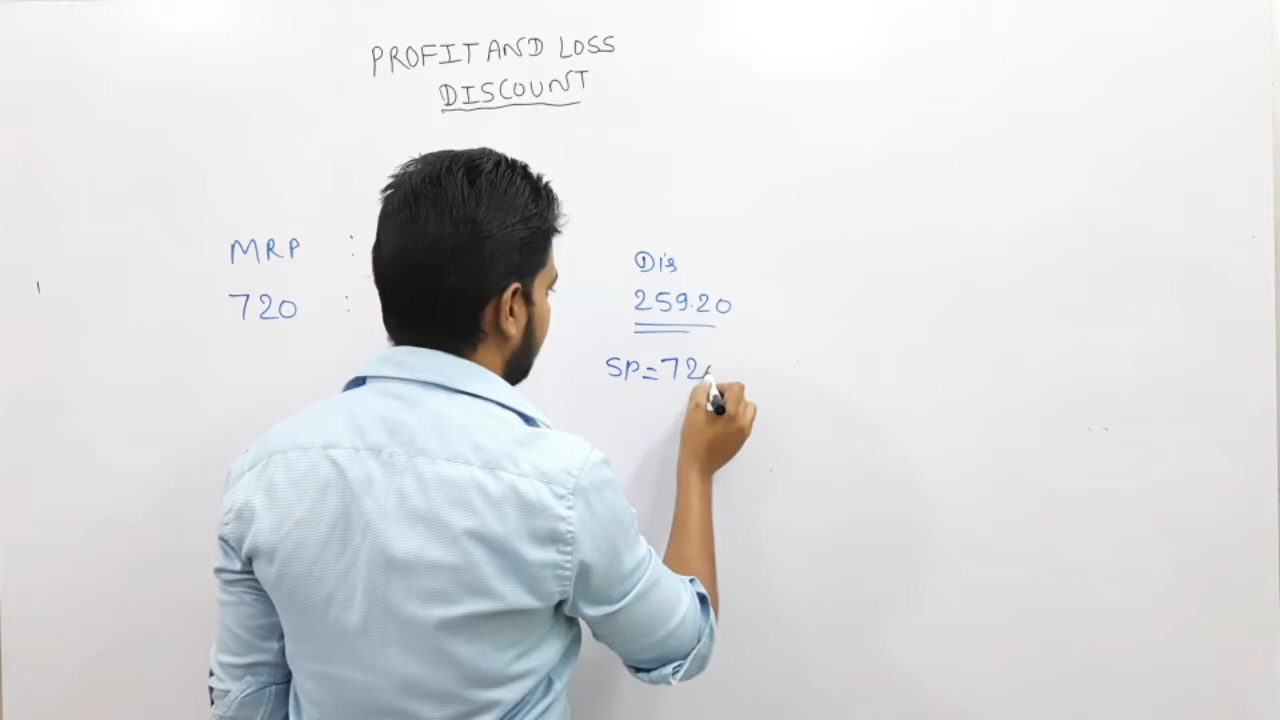 PROFIT AND LOSS
DISCOUNT
MRP :
Dis
720 :
259.20
SP=72